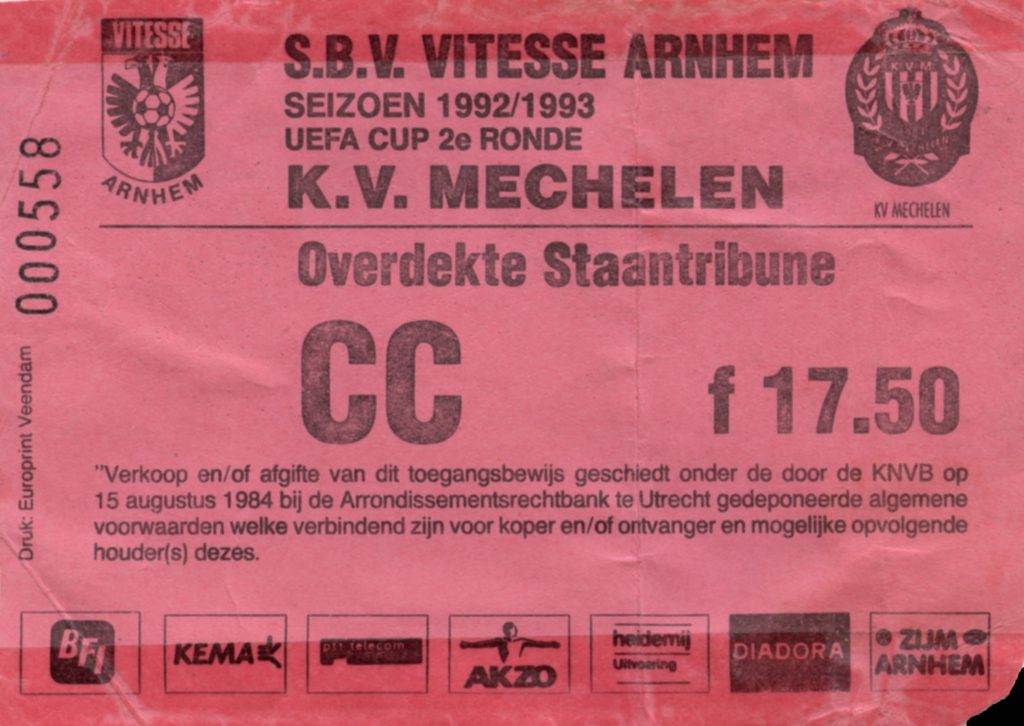 VITESSE
ARNHEM
S.B.V. VITESSE ARNHEM
SEIZOEN 1992/1993
UEFA CUP 2e RONDE
K.V. MECHELEN
KVM
KV MECHELEN
000558
Druk: Europrint Veendam
Overdekte Staantribune
CC
f 17.50
"Verkoop en/of afgifte van dit toegangsbewijs geschiedt onder de door de KNVB op
15 augustus 1984 bij de Arrondissementsrechtbank te Utrecht gedeponeerde algemene
voorwaarden welke verbindend zijn voor koper en/of ontvanger en mogelijke opvolgende
houder(s) dezes.
BFI
KEMA
ptt telecom
AKZO
heidemij
Uitvoering
DIADORA
ZIJM
ARNHEM